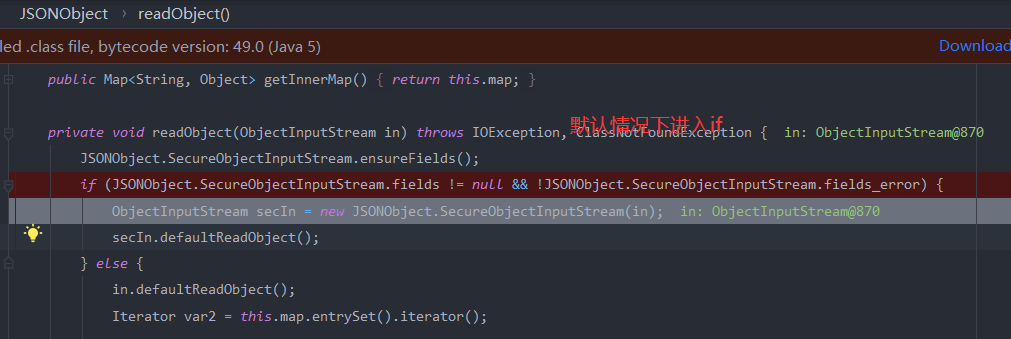 JSONObject › readObject()
led .class file, bytecode version: 49.0 (Java 5) Download
public Map<String, Object> getInnerMap() { return this.map; }
默认情况下进入if
private void readObject(ObjectInputStream in) throws IOException, ClassNotFoundException { in: ObjectInputStream@870
JSONObject.SecureObjectInputStream.ensureFields();
if (JSONObject.SecureObjectInputStream.fields != null && !JSONObject.SecureObjectInputStream.fields_error) {
ObjectInputStream secIn = new JSONObject.SecureObjectInputStream(in); in: ObjectInputStream@870
secIn.defaultReadObject();
} else {
in.defaultReadObject();
Iterator var2 = this.map.entrySet().iterator();